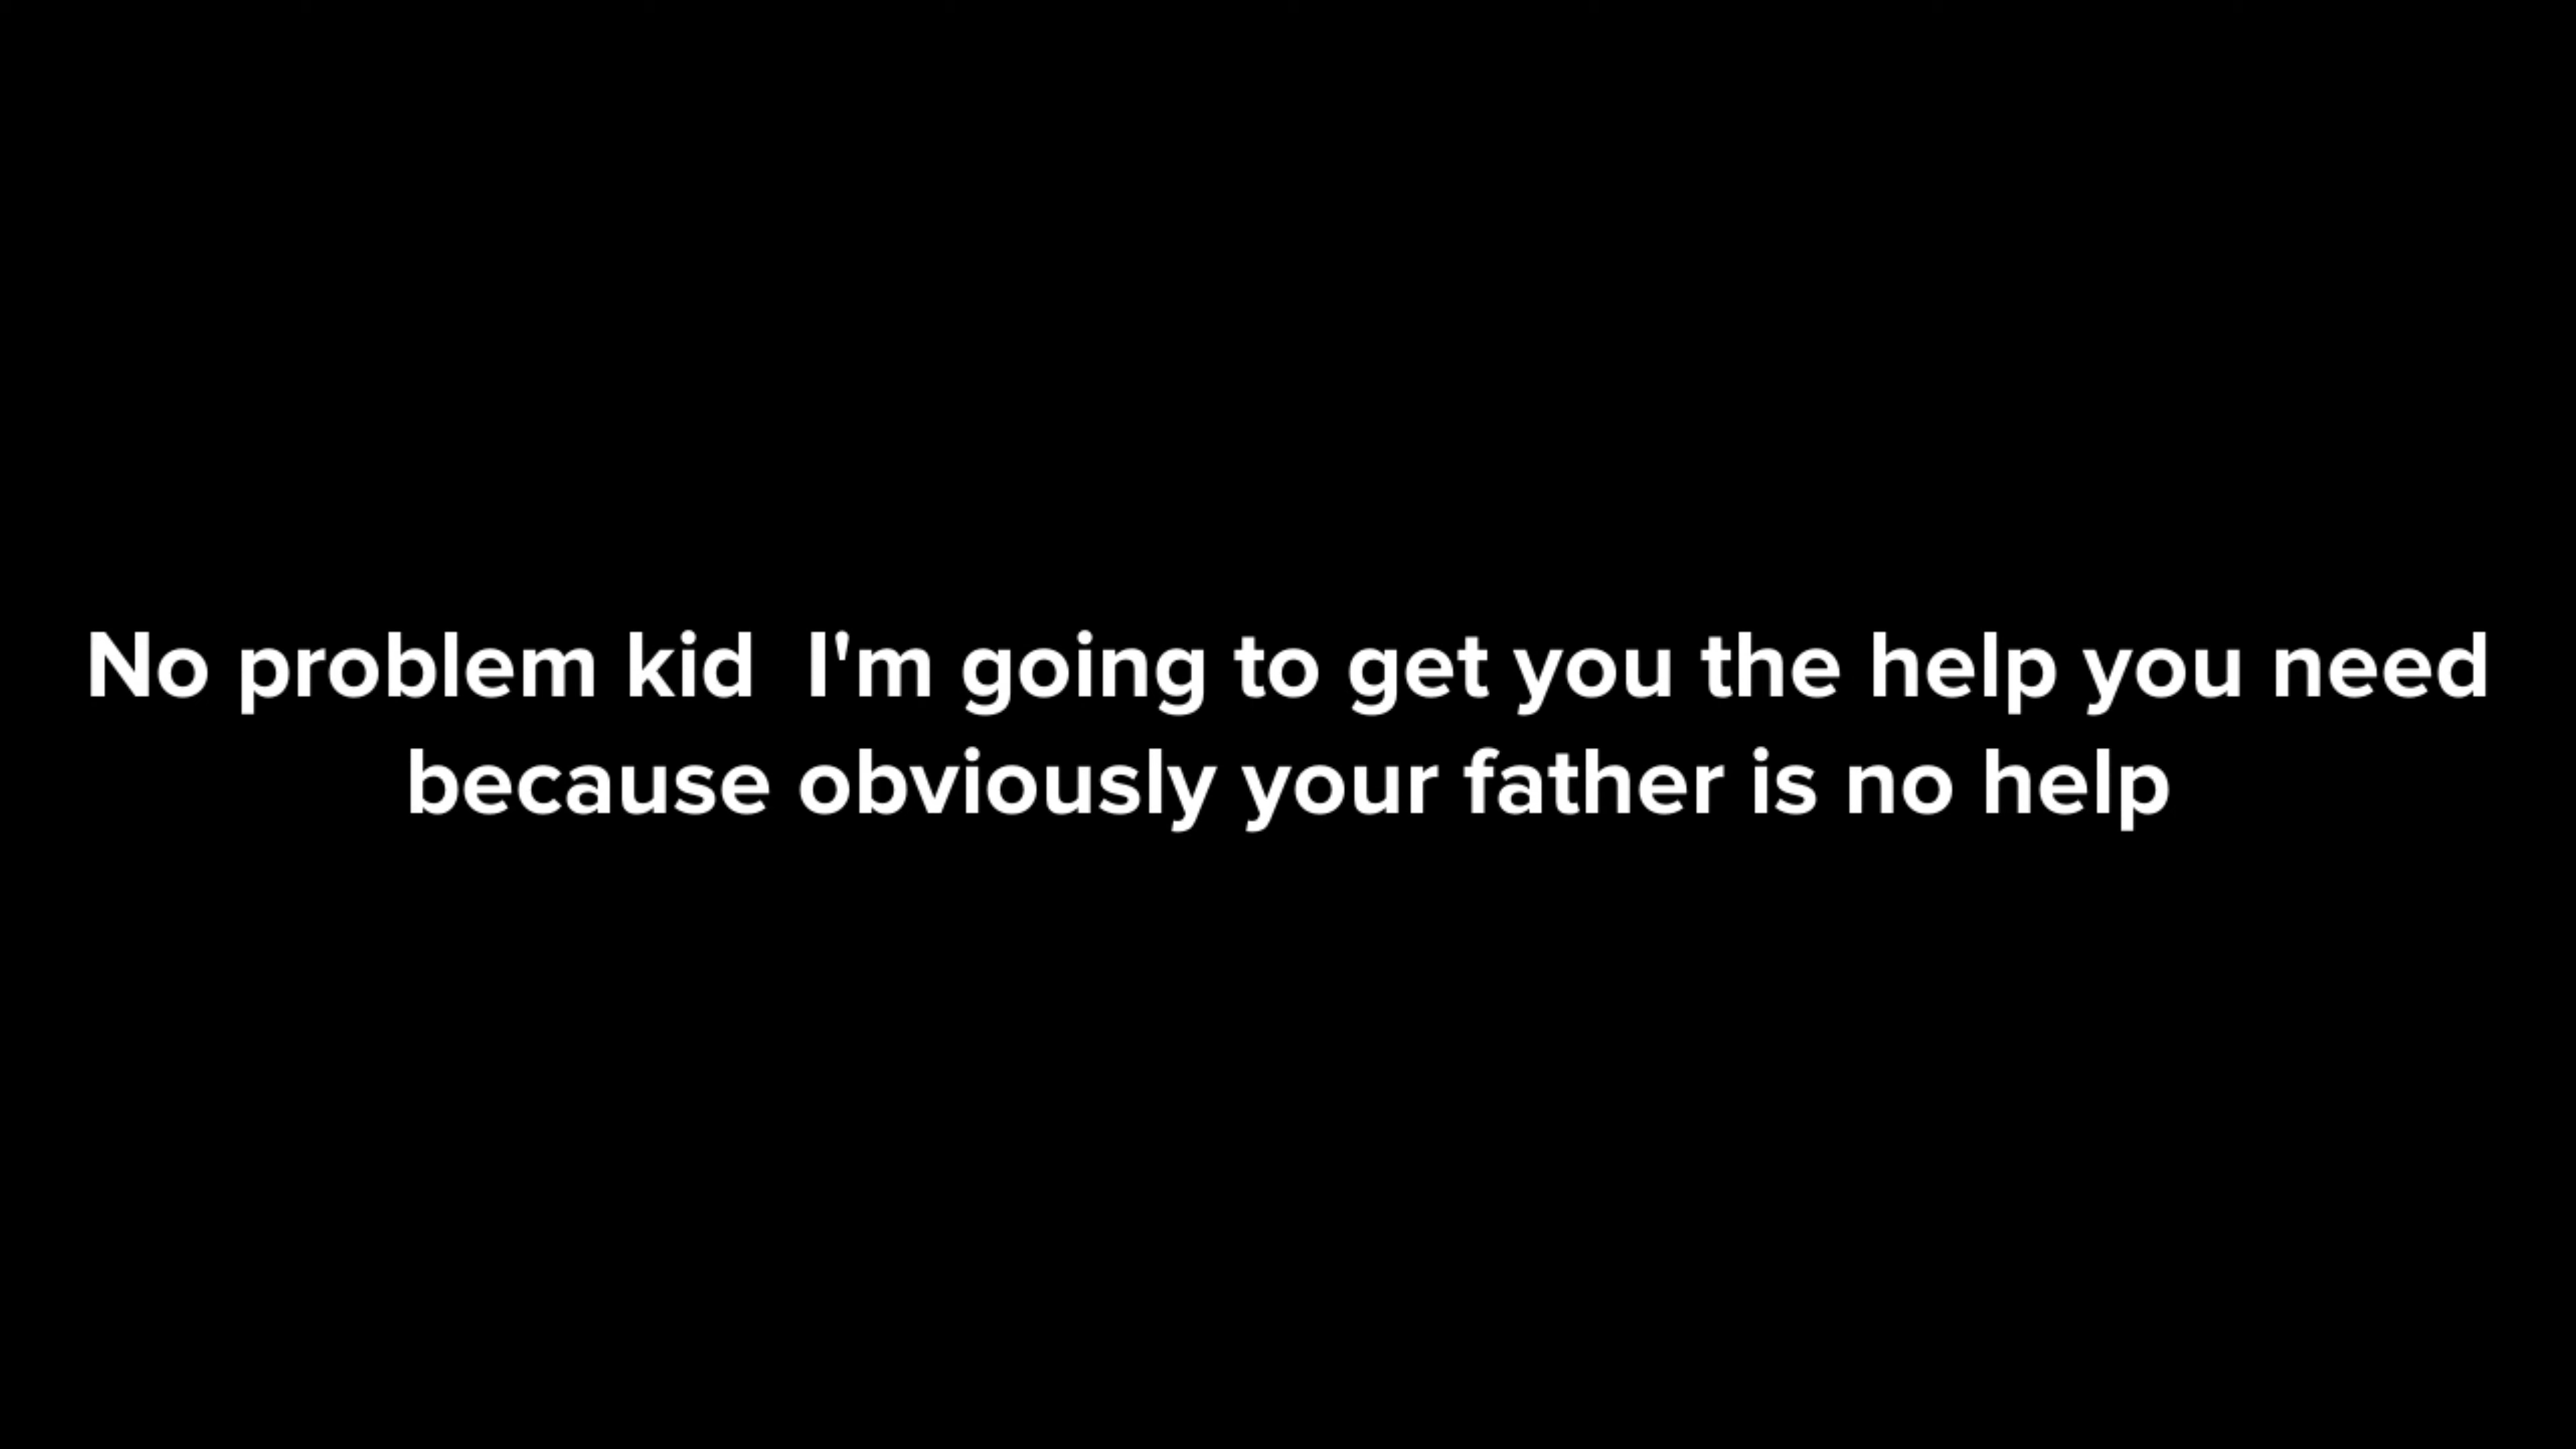 No problem kid  I'm going to get you the help you need
because obviously your father is no help